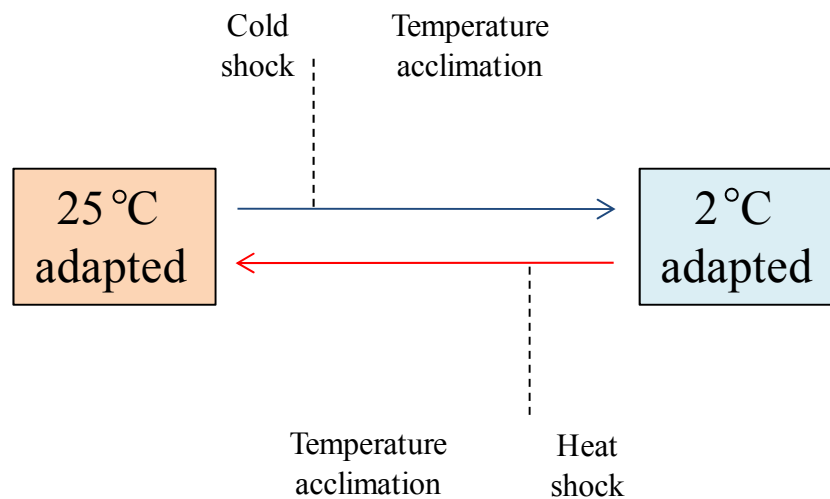 Cold
shock
Temperature
acclimation
25°C
adapted
2°C
adapted
Temperature
acclimation
Heat
shock